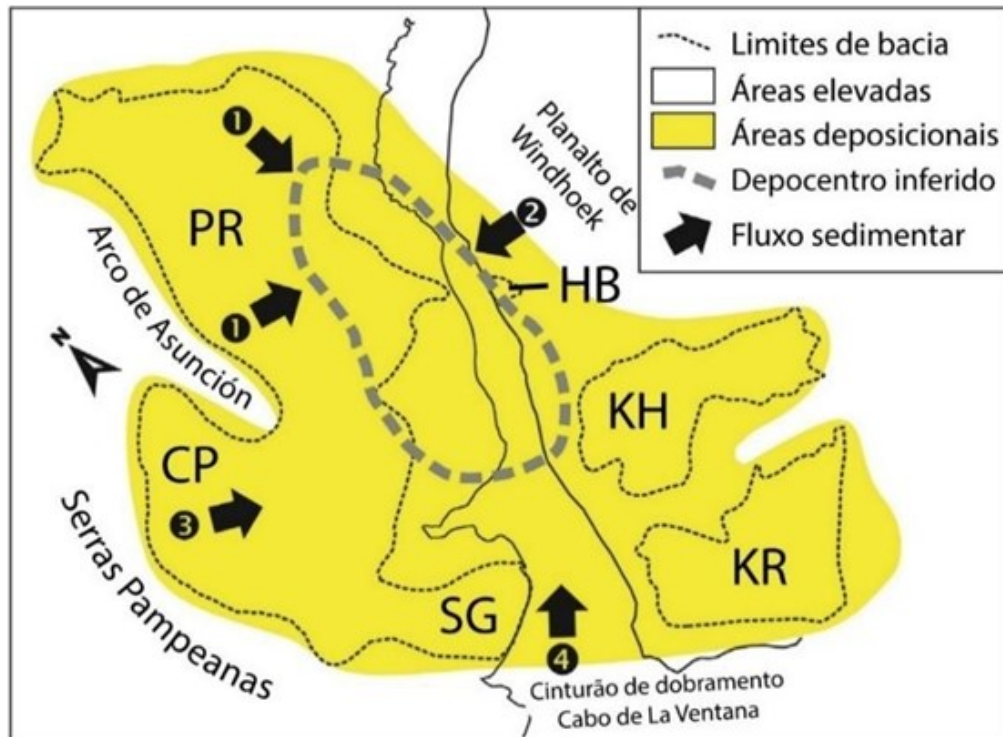 Limites de bacia
Áreas elevadas
Áreas deposicionais
Depocentro inferido
Fluxo sedimentar
Planalto de
Windhoek
1
2
PR
HB
1
Arco de Asunción
N
KH
CP
3
Serras Pampeanas
KR
SG
4
Cinturão de dobramento
Cabo de La Ventana